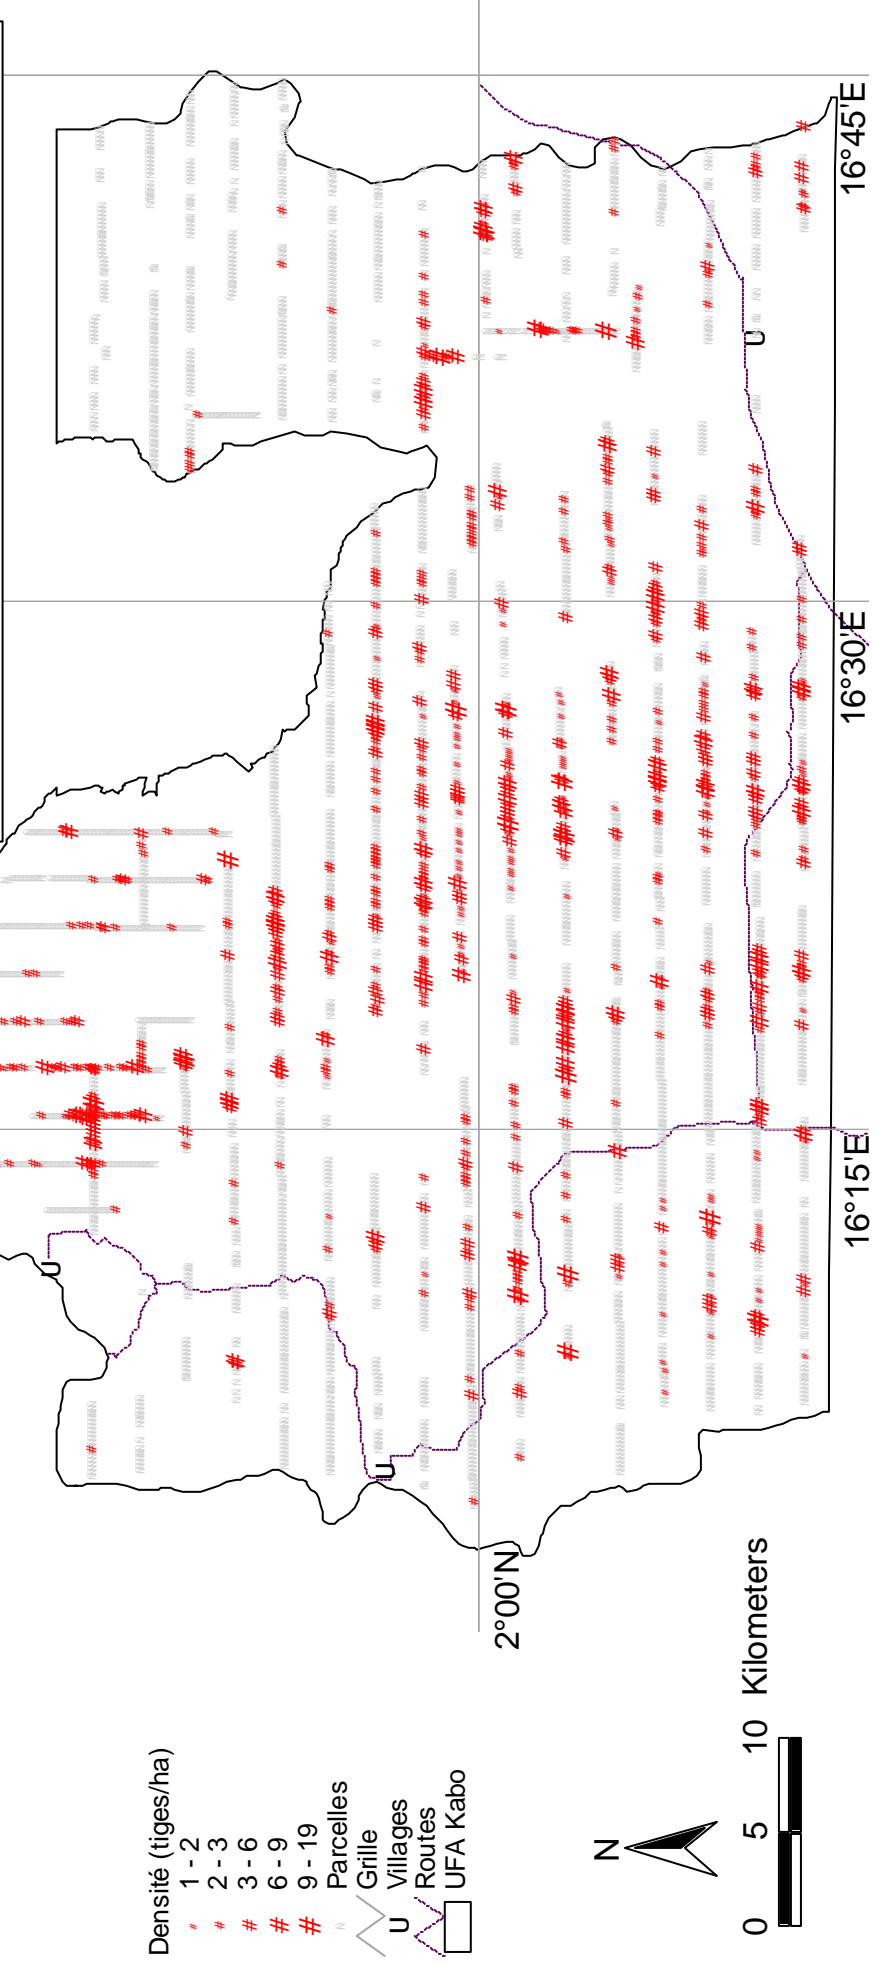 16°45'E
16°30'E
16°15'E
2°00'N
U
U
U
Densité (tiges/ha)
1 - 2
2 - 3
3 - 6
6 - 9
9 - 19
Parcelles
Grille
U Villages
Routes
UFA Kabo
N
0 5 10 Kilometers